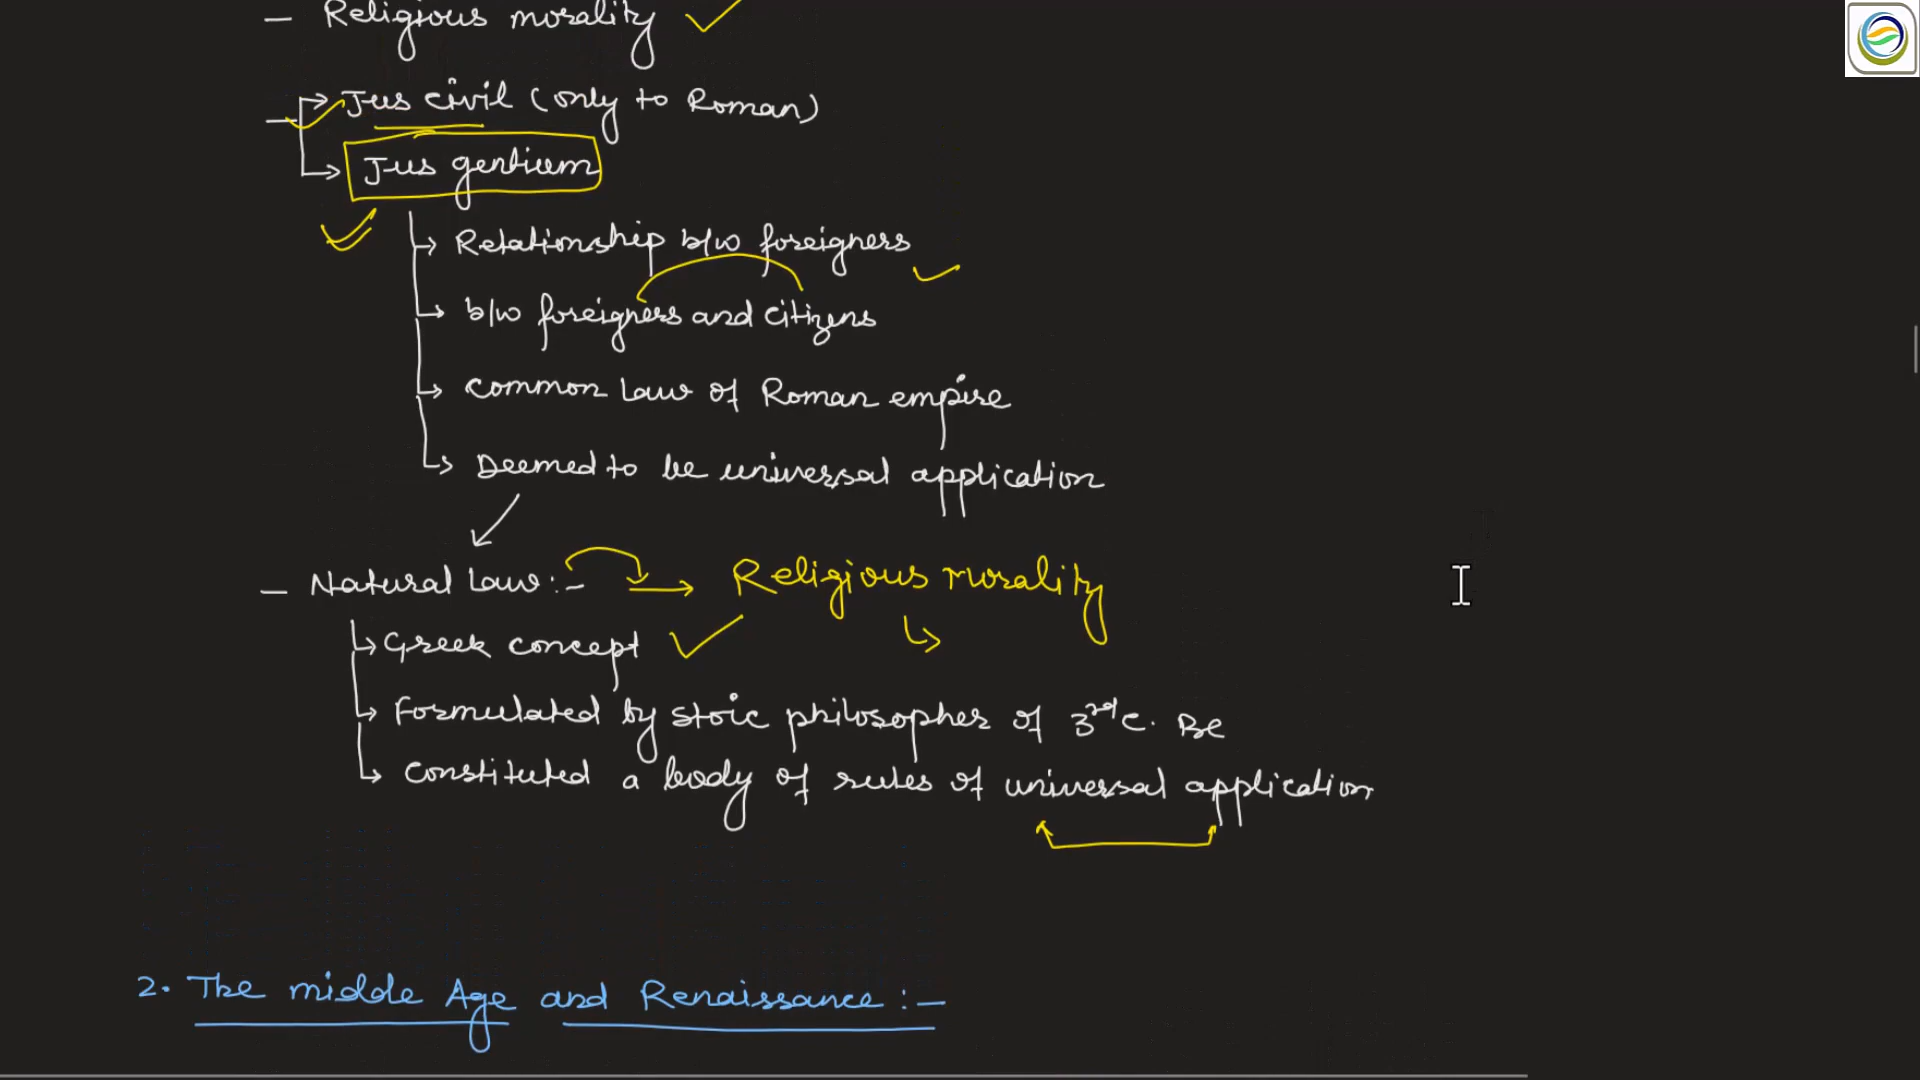 - Religious morality
Jus civil (only to Roman)
Jus gentium
Relationship b/w foreigners
b/w foreigners and citizens
common law of Roman empire
Deemed to be universal application
- Natural law :- → Religious morality
Greek concept
Formulated by stoic philosopher of 3rd C. BC
Constituted a body of rules of universal application
2. The middle Age and Renaissance :-